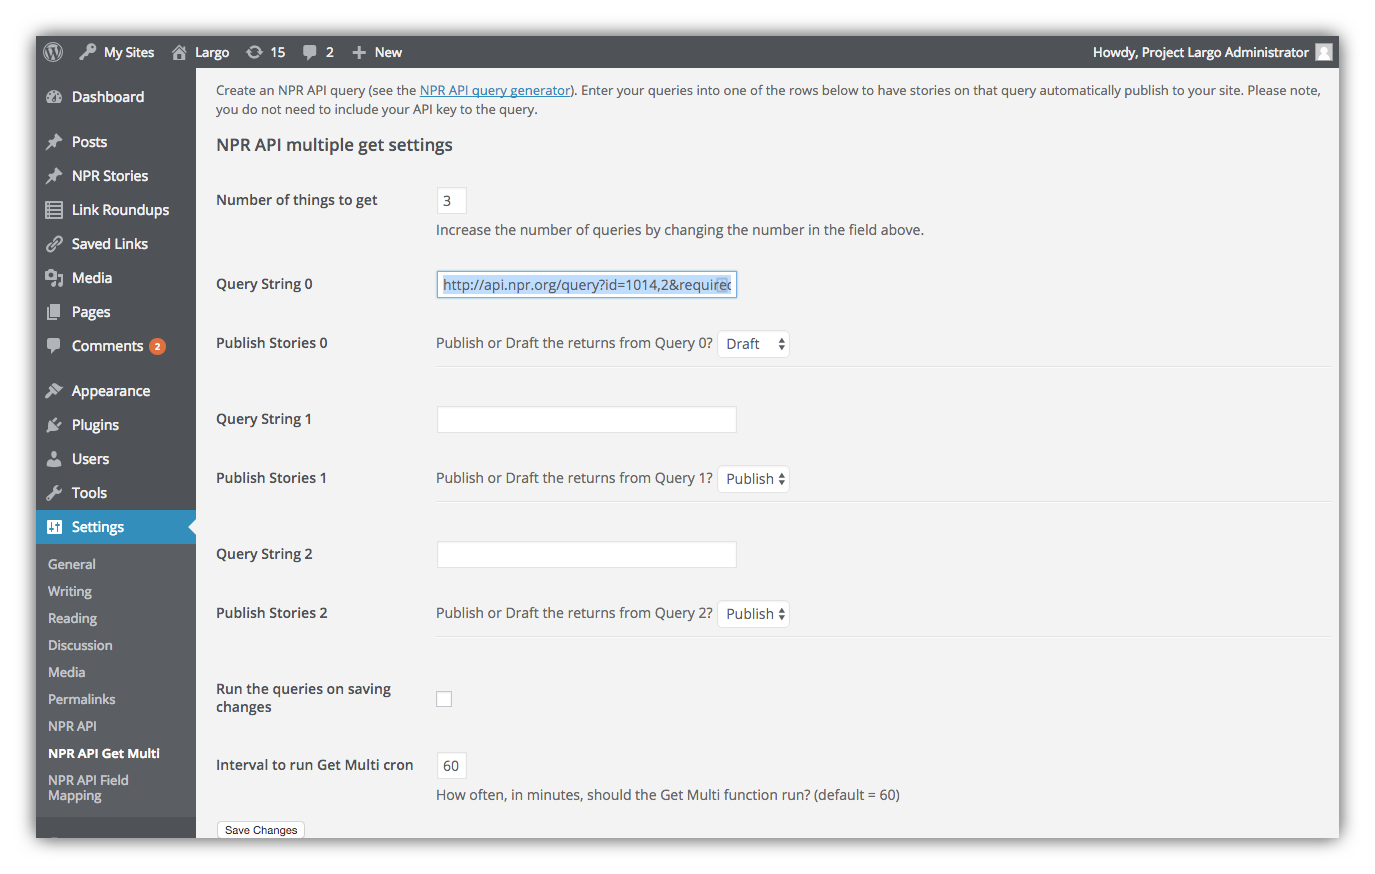 My Sites Largo 15 2 New Howdy, Project Largo Administrator
Dashboard
Posts
NPR Stories
Link Roundups
Saved Links
Media
Pages
Comments 2
Appearance
Plugins
Users
Tools
Settings
General
Writing
Reading
Discussion
Media
Permalinks
NPR API
NPR API Get Multi
NPR API Field
Mapping
Create an NPR API query (see the NPR API query generator). Enter your queries into one of the rows below to have stories on that query automatically publish to your site. Please note,
you do not need to include your API key to the query.
NPR API multiple get settings
Number of things to get 3
Increase the number of queries by changing the number in the field above.
Query String 0 http://api.npr.org/query?id=1014,2&required
Publish Stories 0 Publish or Draft the returns from Query 0? Draft
Query String 1
Publish Stories 1 Publish or Draft the returns from Query 1? Publish
Query String 2
Publish Stories 2 Publish or Draft the returns from Query 2? Publish
Run the queries on saving
changes
Interval to run Get Multi cron 60
How often, in minutes, should the Get Multi function run? (default = 60)
Save Changes